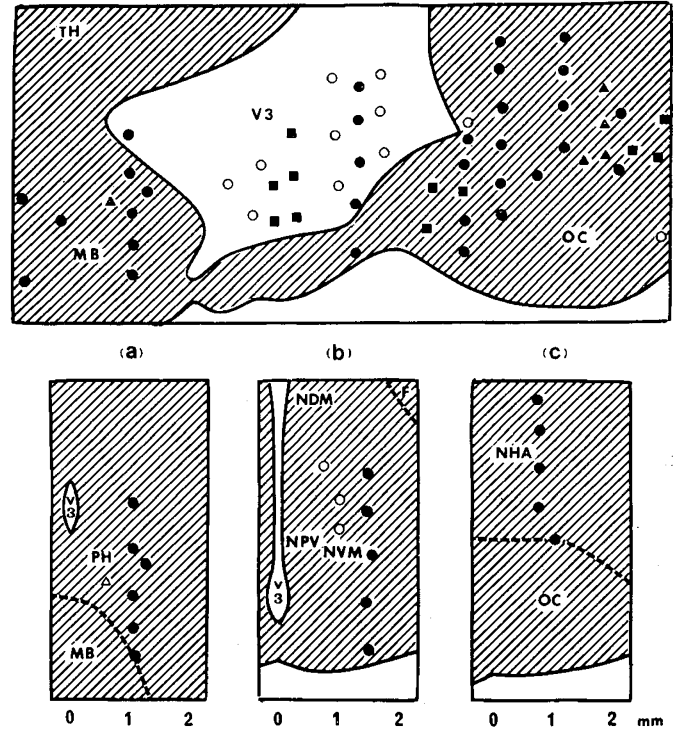 TH
V3
MB
OC
(a) (b) (c)
NDM
F
NHA
V3
PH
NPV
NVM
V3
MB
OC
0 1 2 0 1 2 0 1 2 mm